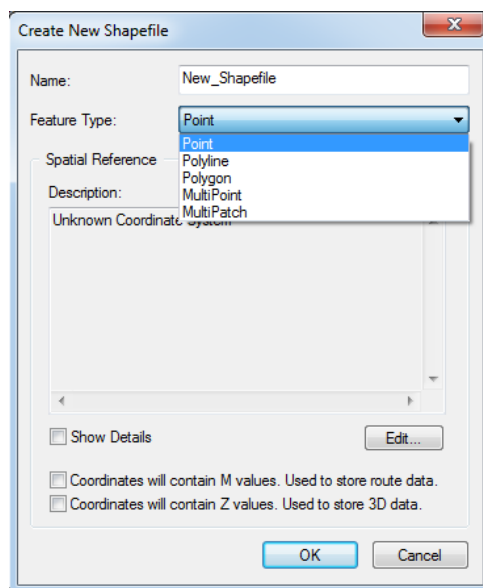 Create New Shapefile
Name: New_Shapefile
Feature Type: Point
Point
Polyline
Polygon
MultiPoint
MultiPatch
Spatial Reference
Description:
Unknown Coordinate System
Show Details
Edit...
Coordinates will contain M values. Used to store route data.
Coordinates will contain Z values. Used to store 3D data.
OK Cancel